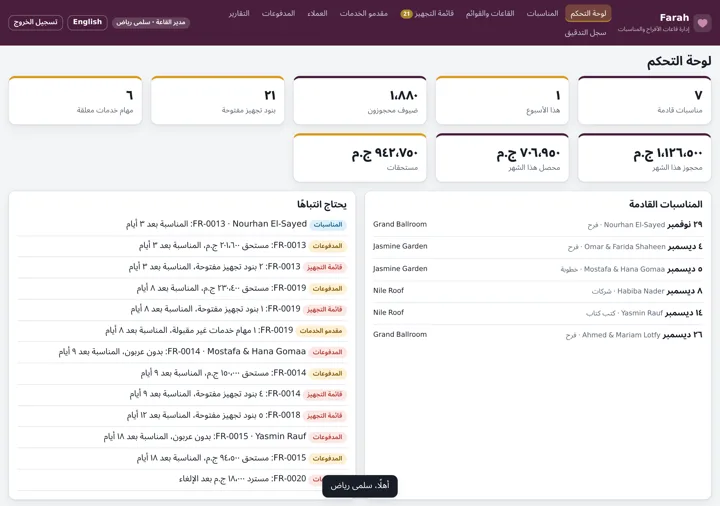 Farah
إدارة قاعات الأفراح والمناسبات
لوحة التحكم
المناسبات
القاعات والقوائم
قائمة التجهيز 21
مقدمو الخدمات
العملاء
المدفوعات
التقارير
سجل التدقيق
مدير القاعة · سلمى رياض
English
تسجيل الخروج
لوحة التحكم
٧
مناسبات قادمة
١
هذا الأسبوع
١٬٨٨٠
ضيوف محجوزون
٢١
بنود تجهيز مفتوحة
٦
مهام خدمات معلقة
١٬١٢٦٬٥٠٠ ج.م
محجوز هذا الشهر
٧٠٦٬٩٥٠ ج.م
محصل هذا الشهر
٩٤٢٬٧٥٠ ج.م
مستحقات
المناسبات القادمة
٢٩ نوفمبر Nourhan El-Sayed · فرح Grand Ballroom
٤ ديسمبر Omar & Farida Shaheen · فرح Jasmine Garden
٥ ديسمبر Mostafa & Hana Gomaa · خطوبة Jasmine Garden
٨ ديسمبر Habiba Nader · شركات Nile Roof
١٤ ديسمبر Yasmin Rauf · كتب كتاب Nile Roof
٢٦ ديسمبر Ahmed & Mariam Lotfy · فرح Grand Ballroom
يحتاج انتباهًا
المناسبات FR-0013 · Nourhan El-Sayed: المناسبة بعد ٣ أيام
المدفوعات FR-0013: مستحق ٢٠١٬٦٠٠ ج.م، المناسبة بعد ٣ أيام
قائمة التجهيز FR-0013: ٢ بنود تجهيز مفتوحة، المناسبة بعد ٣ أيام
المدفوعات FR-0019: مستحق ٢٣٠٬٤٠٠ ج.م، المناسبة بعد ٨ أيام
قائمة التجهيز FR-0019: ١ بنود تجهيز مفتوحة، المناسبة بعد ٨ أيام
مقدمو الخدمات FR-0019: ١ مهام خدمات غير مقبولة، المناسبة بعد ٨ أيام
المدفوعات FR-0014 · Mostafa & Hana Gomaa: بدون عربون، المناسبة بعد ٩ أيام
المدفوعات FR-0014: مستحق ١٥٠٬٠٠٠ ج.م، المناسبة بعد ٩ أيام
قائمة التجهيز FR-0014: ٤ بنود تجهيز مفتوحة، المناسبة بعد ٩ أيام
قائمة التجهيز FR-0018: ٥ بنود تجهيز مفتوحة، المناسبة بعد ١٢ أيام
المدفوعات FR-0015 · Yasmin Rauf: بدون عربون، المناسبة بعد ١٨ أيام
المدفوعات FR-0015: مستحق ٩٤٬٥٠٠ ج.م، المناسبة بعد ١٨ أيام
FR-0020: مسترد ١٨٬٠٠٠ ج.م بعد الإلغاء
أهلًا، سلمى رياض